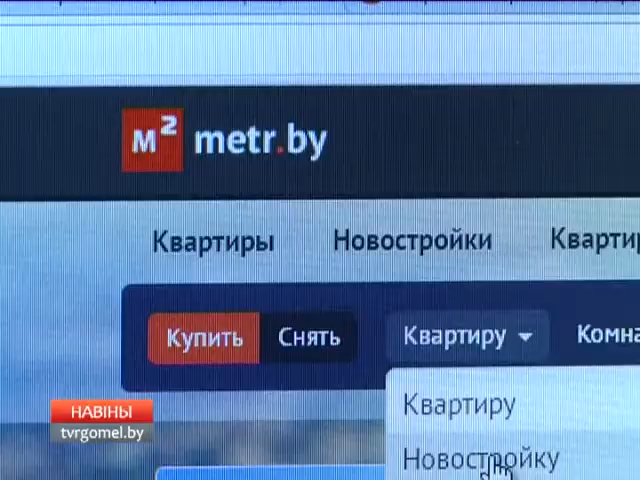 м² metr.by
Квартиры Новостройки
Купить Снять Квартиру
Квартиру
Новостройку
НАВІНЫ
tvrgomel.by